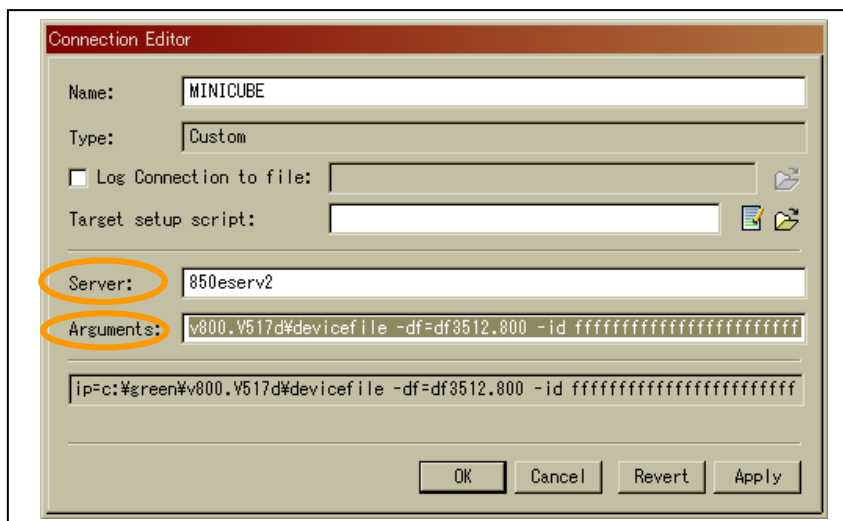 Connection Editor
Name: MINICUBE
Type: Custom
Log Connection to file:
Target setup script:
Server: 850eserv2
Arguments: v800.V517d¥devicefile -df=df3512.800 -id ffffffffffffffffffffffff
ip=c:¥green¥v800.V517d¥devicefile -df=df3512.800 -id ffffffffffffffffffffffff
OK Cancel Revert Apply